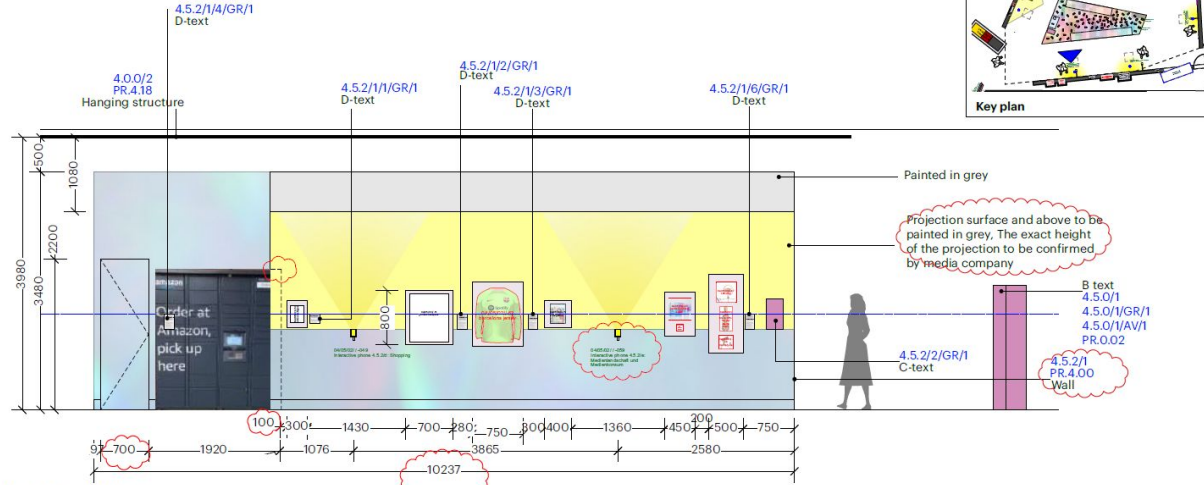 4.5.2/1/4/GR/1
D-text
4.0.0/2
PR.4.18
Hanging structure
4.5.2/1/1/GR/1
D-text
4.5.2/1/2/GR/1
D-text
4.5.2/1/3/GR/1
D-text
4.5.2/1/6/GR/1
D-text
Key plan
Painted in grey
Projection surface and above to be
painted in grey, The exact height
of the projection to be confirmed
by media company
B text
4.5.0/1
4.5.0/1/GR/1
4.5.0/1/AV/1
PR.0.02
4.5.2/1
PR.4.00
Wall
4.5.2/2/GR/1
C-text
500
1080
2200
3480
3980
800
amazon
Order at
Amazon,
pick up
here
100
300
1430
700
280
750
300
400
1360
450
200
500
750
97
700
1920
1076
3865
2580
10237